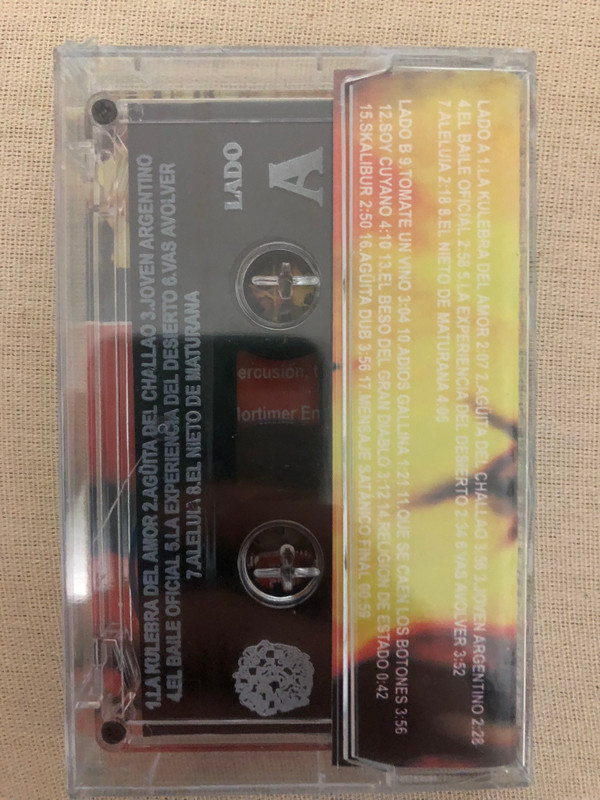 LADO A 1.LA KULEBRA DEL AMOR 2:07 2.AGÜITA DEL CHALLAO 3:56 3.JOVEN ARGENTINO 2:28
4.EL BAILE OFICIAL 2:58 5.LA EXPERIENCIA DEL DESIERTO 2:34 6.VAS AVOLVER 3:52
7.ALELUIA 2:18 8.EL NIETO DE MATURANA 4:05
LADO B 9.TOMATE UN VINO 3:04 10.ADIOS GALLINA 1:21 11.QUE SE CAEN LOS BOTONES 3:56
12.SOY CUYANO 4:10 13.EL BESO DEL GRAN DIABLO 3:12 14.RELIGION DE ESTADO 0:42
15.SKALIBUR 2:50 16.AGÜITA DUB 3:56 17.MENSAJE SATÁNICO FINAL 00:59
LADO
A
ercusión,
ortimer En
1.LA KULEBRA DEL AMOR 2.AGÜITA DEL CHALLAO 3.JOVEN ARGENTINO
4.EL BAILE OFICIAL 5.LA EXPERIENCIA DEL DESIERTO 6.VAS AVOLVER
7.ALELUIA 8.EL NIETO DE MATURANA